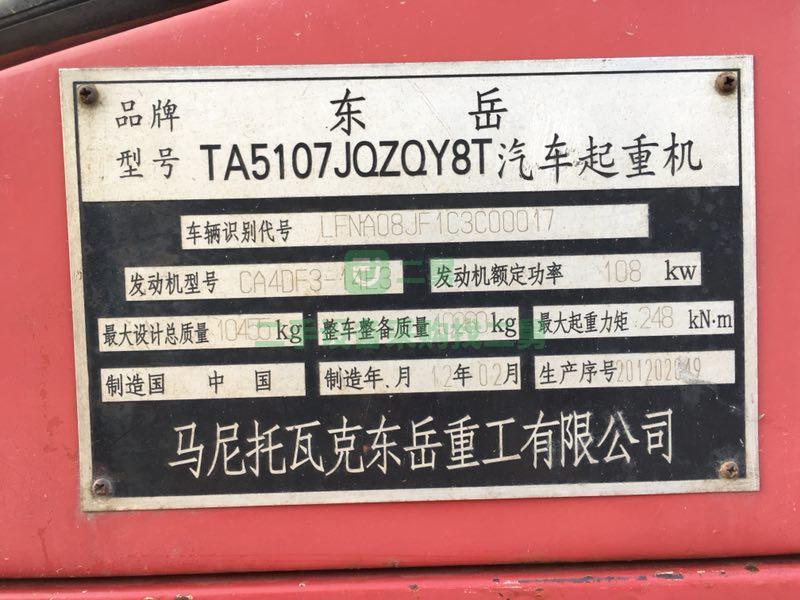 品牌 东岳
型号 TA5107JQZQY8T汽车起重机
车辆识别代号 LFNA08JF1C3C00017
发动机型号 CA4DF3- 发动机额定功率 108 kw
最大设计总质量 10455 kg 整车整备质量 kg 最大起重力矩 248 kN·m
制造国 中国 制造年、月 12年02月 生产序号 201202049
马尼托瓦克东岳重工有限公司